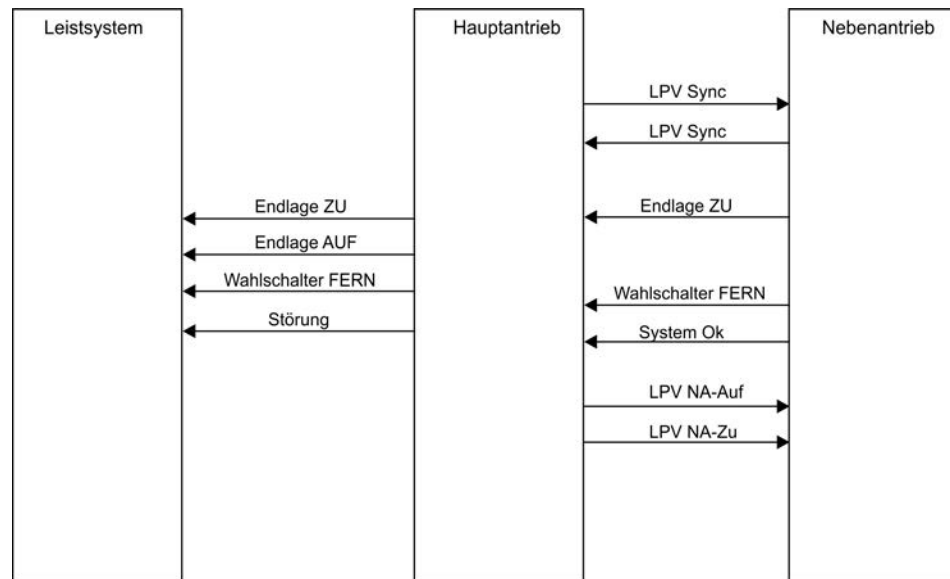 Leistsystem
Hauptantrieb
Nebenantrieb
LPV Sync
LPV Sync
Endlage ZU
Endlage ZU
Endlage AUF
Wahlschalter FERN
Wahlschalter FERN
Störung
System Ok
LPV NA-Auf
LPV NA-Zu